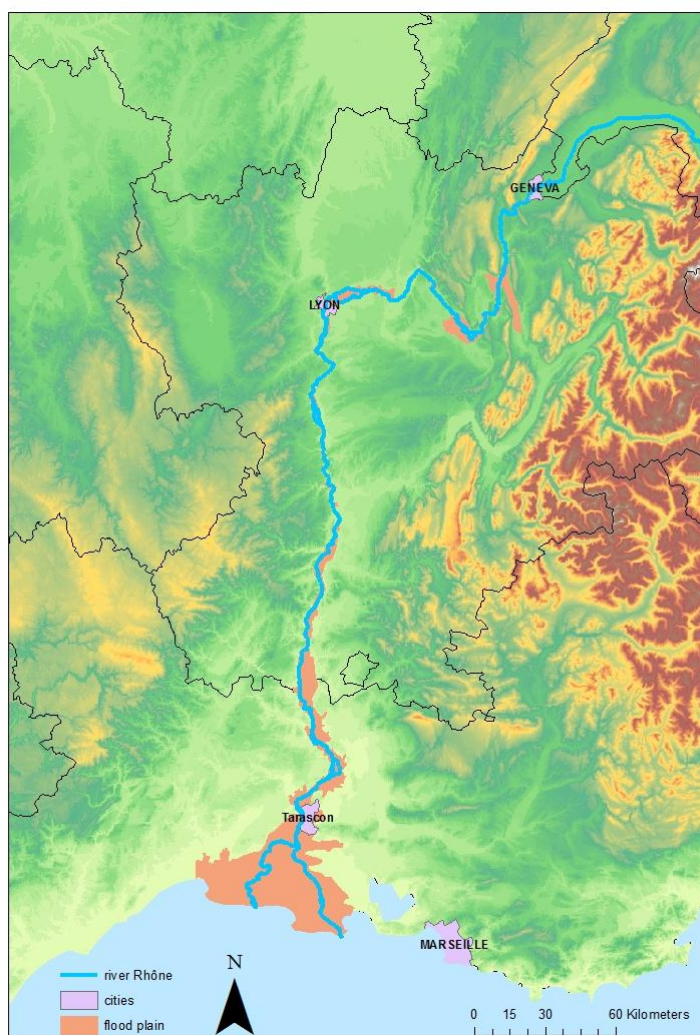 GENEVA
LYON
Tarascon
MARSEILLE
N
river Rhône
cities
flood plain
0 15 30 60 Kilometers